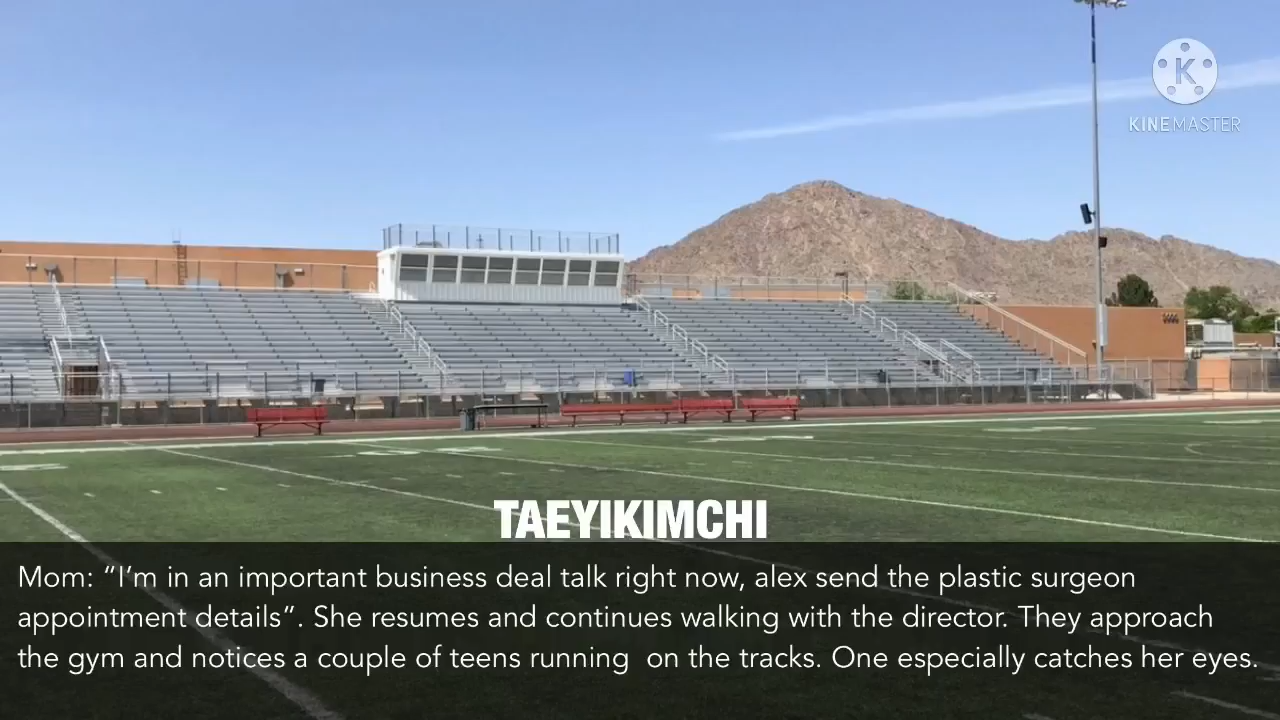 K
KINEMASTER
TAEYIKIMCHI
Mom: “I’m in an important business deal talk right now, alex send the plastic surgeon
appointment details”. She resumes and continues walking with the director. They approach
the gym and notices a couple of teens running  on the tracks. One especially catches her eyes.